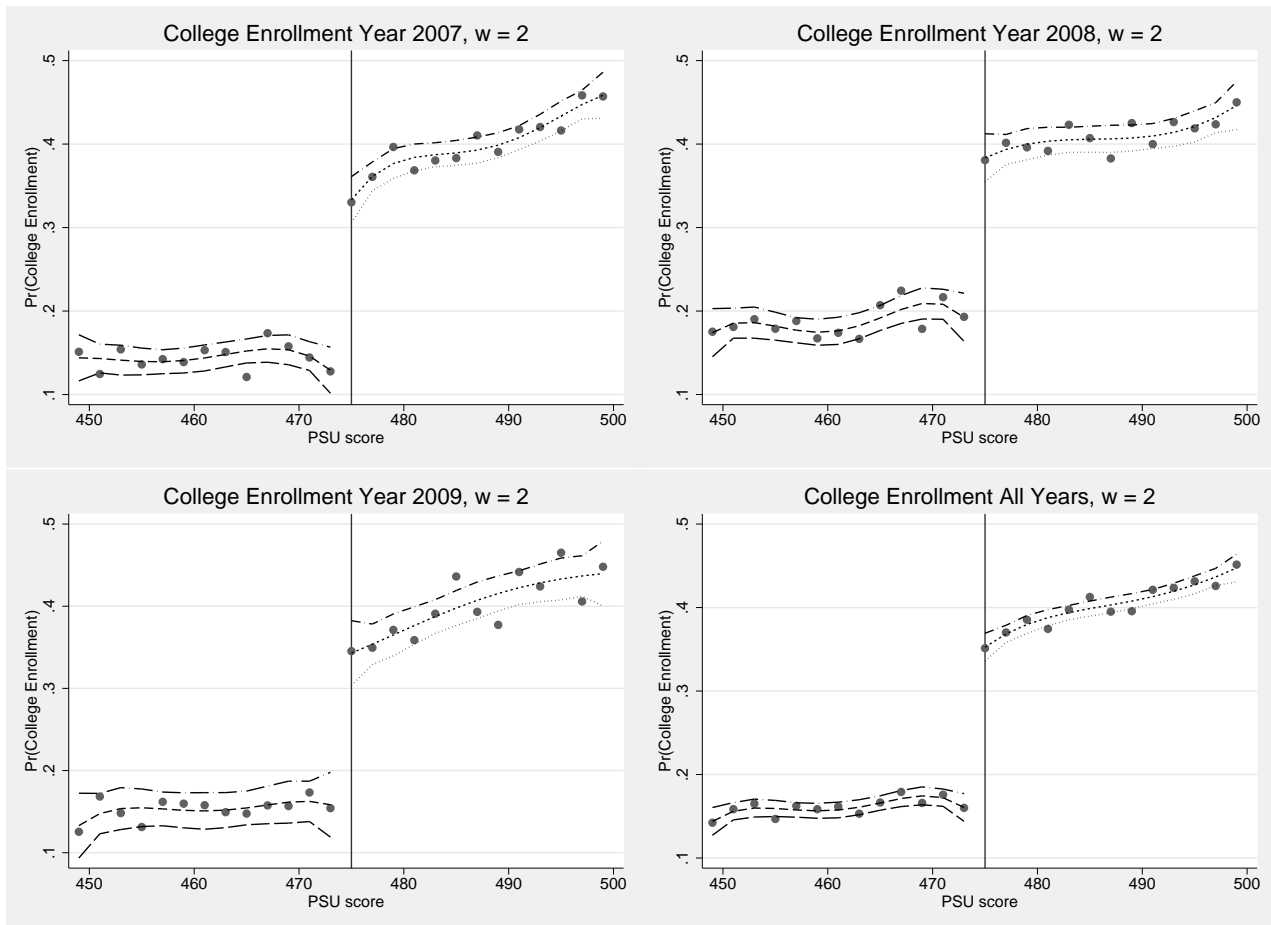 College Enrollment Year 2007, w = 2
Pr(College Enrollment)
.5
.4
.3
.2
.1
450 460 470 480 490 500
PSU score
College Enrollment Year 2008, w = 2
Pr(College Enrollment)
.5
.4
.3
.2
.1
450 460 470 480 490 500
PSU score
College Enrollment Year 2009, w = 2
Pr(College Enrollment)
.5
.4
.3
.2
.1
450 460 470 480 490 500
PSU score
College Enrollment All Years, w = 2
Pr(College Enrollment)
.5
.4
.3
.2
.1
450 460 470 480 490 500
PSU score